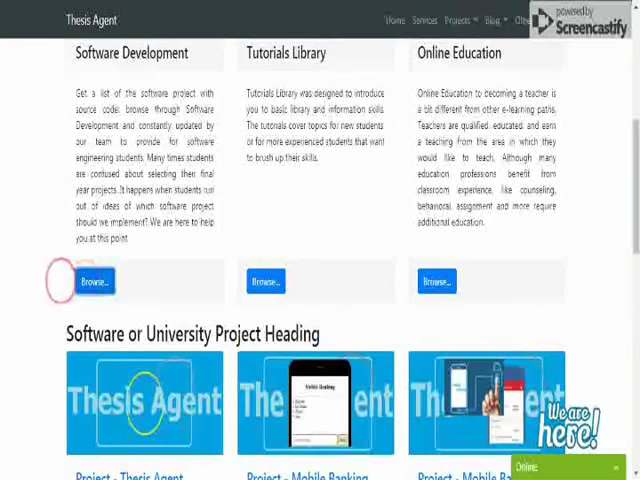 Thesis Agent
Home Services Projects Blog
powered by
Screencastify
Software Development
Tutorials Library
Online Education
Get a list of the software project with
source code; browse through Software
Development and constantly updated by
our team to provide for software
engineering students. Many times students
are confused about selecting their final
year projects. It happens when students run
out of ideas of which software project
should we implement? We are here to help
you at this point
Tutorials Library was designed to introduce
you to basic library and information skills.
The tutorials cover topics for new students
or for more experienced students that want
to brush up their skills.
Online Education to becoming a teacher is
a bit different from other e-learning paths.
Teachers are qualified, educated, and earn
a teaching from the area in which they
would like to teach. Although many
education professions benefit from
classroom experience, like counseling,
behavioral, assignment and more require
additional education.
Browse...
Browse...
Browse...
Software or University Project Heading
Thesis Agent
The ent
Mobile Banking
Thes
We are
here!
Online
Project - Thesis Agent
Project - Mobile Banking
Project - Mobile